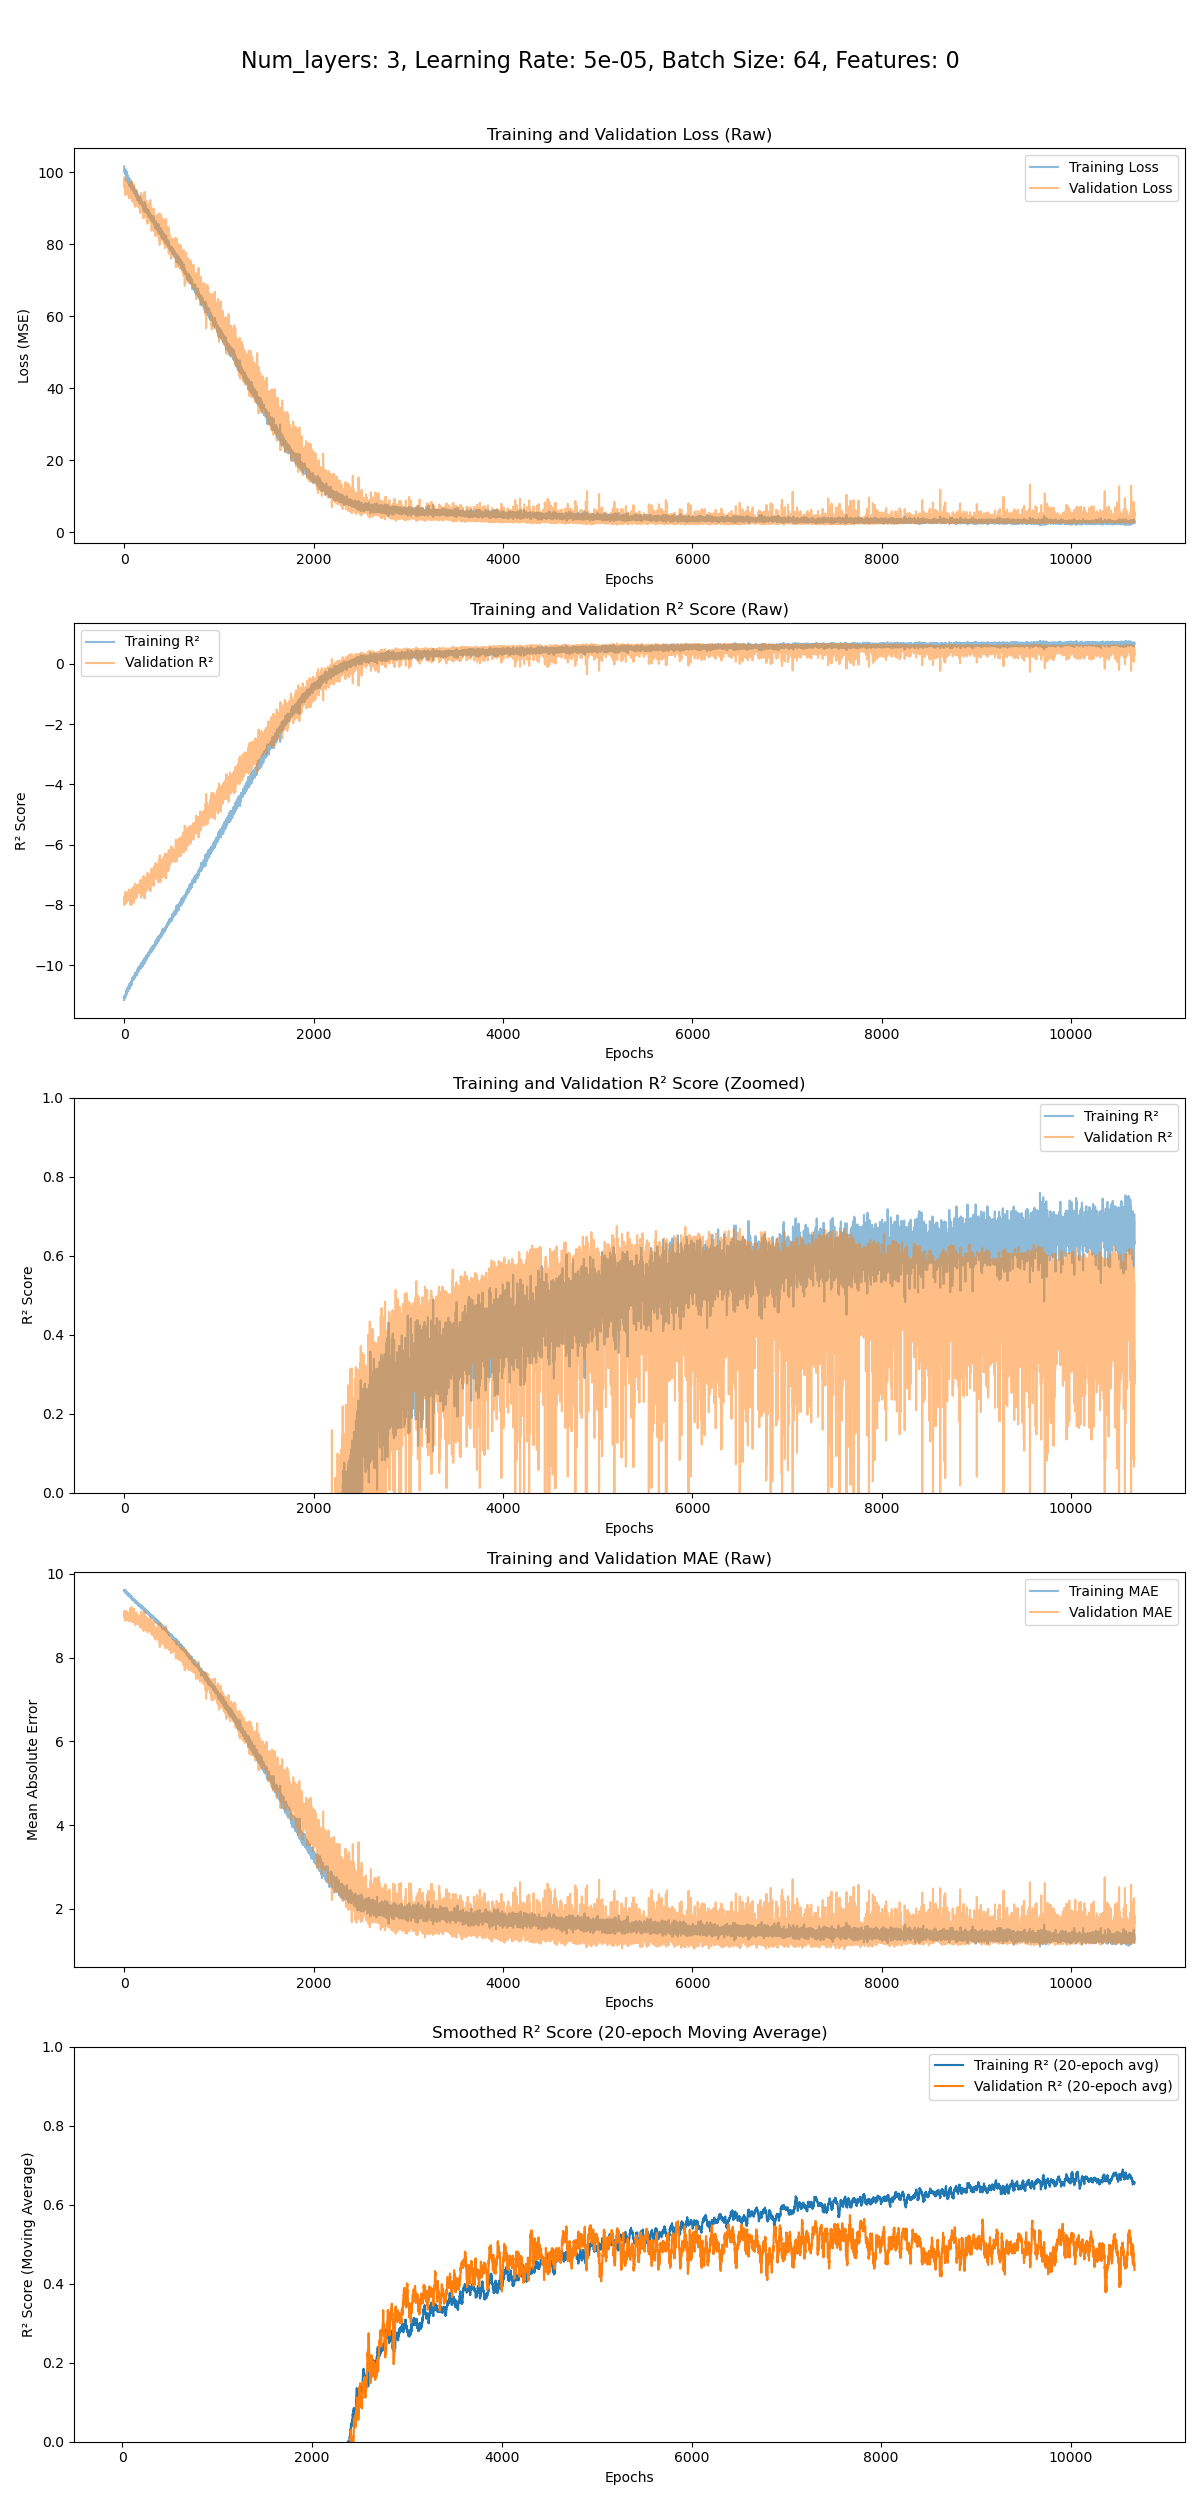 Num_layers: 3, Learning Rate: 5e-05, Batch Size: 64, Features: 0
Training and Validation Loss (Raw)
Training Loss
Validation Loss
Loss (MSE)
100
80
60
40
20
0
0 2000 4000 6000 8000 10000
Epochs
Training and Validation R² Score (Raw)
Training R²
Validation R²
R² Score
0
−2
−4
−6
−8
−10
0 2000 4000 6000 8000 10000
Epochs
Training and Validation R² Score (Zoomed)
Training R²
Validation R²
R² Score
1.0
0.8
0.6
0.4
0.2
0.0
0 2000 4000 6000 8000 10000
Epochs
Training and Validation MAE (Raw)
Training MAE
Validation MAE
Mean Absolute Error
10
8
6
4
2
0 2000 4000 6000 8000 10000
Epochs
Smoothed R² Score (20-epoch Moving Average)
Training R² (20-epoch avg)
Validation R² (20-epoch avg)
R² Score (Moving Average)
1.0
0.8
0.6
0.4
0.2
0.0
0 2000 4000 6000 8000 10000
Epochs